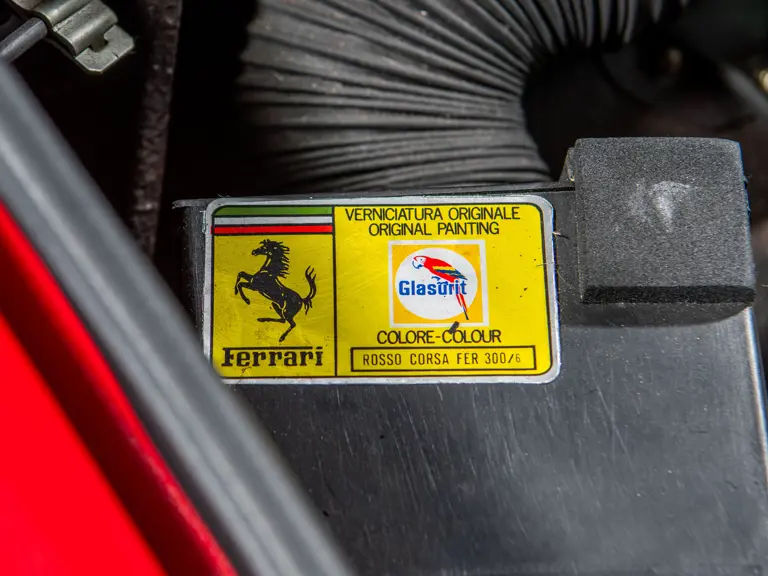 VERNICIATURA ORIGINALE
ORIGINAL PAINTING
Glasurit
COLORE-COLOUR
ROSSO CORSA FER 300/6
Ferrari